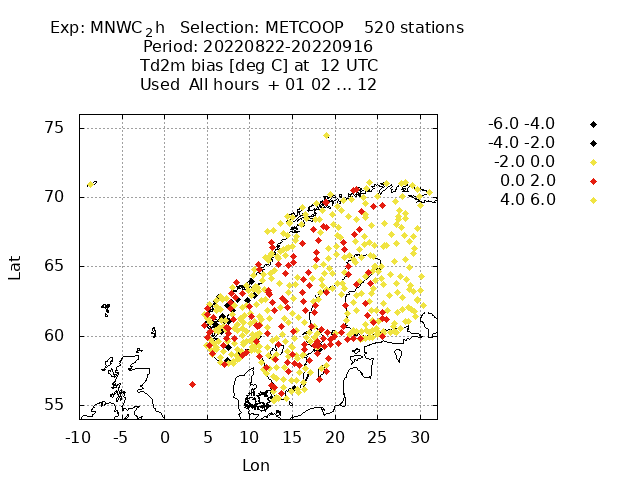 Exp: MNWC_2h   Selection: METCOOP    520 stations
Period: 20220822-20220916
Td2m bias [deg C] at  12 UTC
Used  All hours  + 01 02 ... 12
75
70
65
60
55
-10 -5 0 5 10 15 20 25 30
Lat
Lon
-6.0 -4.0
-4.0 -2.0
-2.0 0.0
0.0 2.0
4.0 6.0